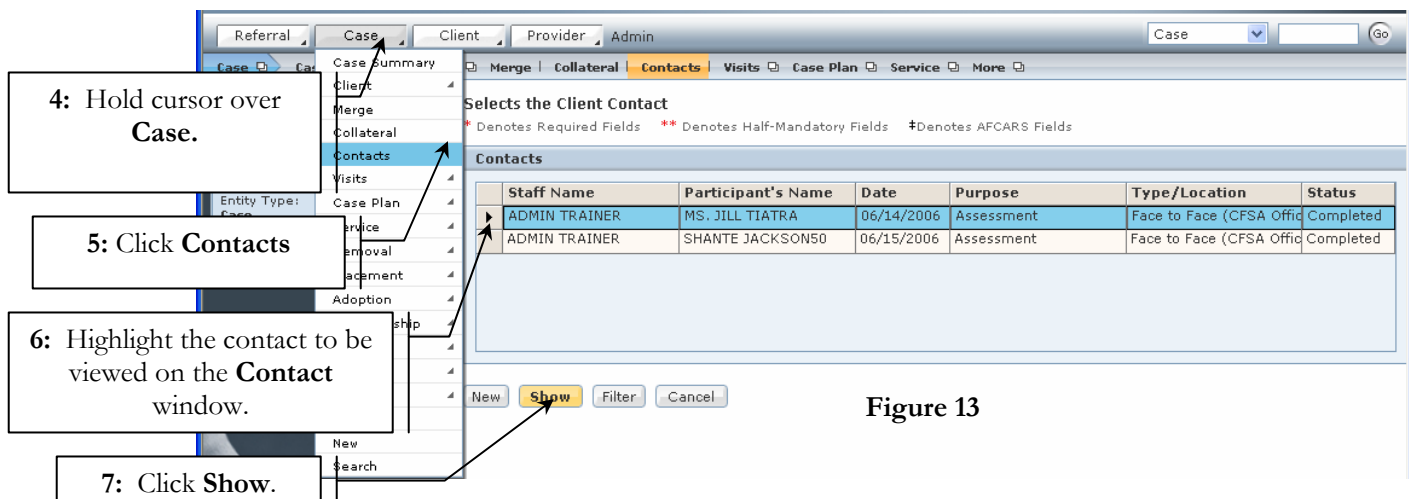 Referral Case Client Provider Admin Case Go
Case Merge Collateral Contacts Visits Case Plan Service More
4: Hold cursor over
Case.
5: Click Contacts
6: Highlight the contact to be
viewed on the Contact
window.
7: Click Show.
Entity Type:
Case
Case Summary
Client
Merge
Collateral
Contacts
Visits
Case Plan
Adoption
New
Search
Selects the Client Contact
* Denotes Required Fields ** Denotes Half-Mandatory Fields ‡Denotes AFCARS Fields
Contacts
Staff Name Participant's Name Date Purpose Type/Location Status
ADMIN TRAINER MS. JILL TIATRA 06/14/2006 Assessment Face to Face (CFSA Offic Completed
ADMIN TRAINER SHANTE JACKSON50 06/15/2006 Assessment Face to Face (CFSA Offic Completed
New Show Filter Cancel
Figure 13